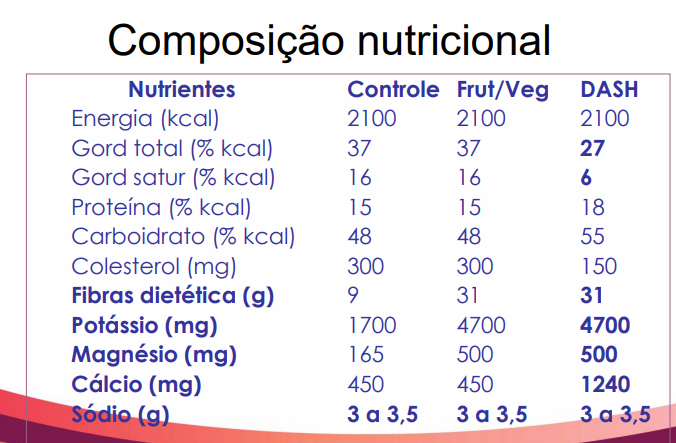 Composição nutricional
Nutrientes Controle Frut/Veg DASH
Energia (kcal) 2100 2100 2100
Gord total (% kcal) 37 37 27
Gord satur (% kcal) 16 16 6
Proteína (% kcal) 15 15 18
Carboidrato (% kcal) 48 48 55
Colesterol (mg) 300 300 150
Fibras dietética (g) 9 31 31
Potássio (mg) 1700 4700 4700
Magnésio (mg) 165 500 500
Cálcio (mg) 450 450 1240
Sódio (g) 3 a 3,5 3 a 3,5 3 a 3,5